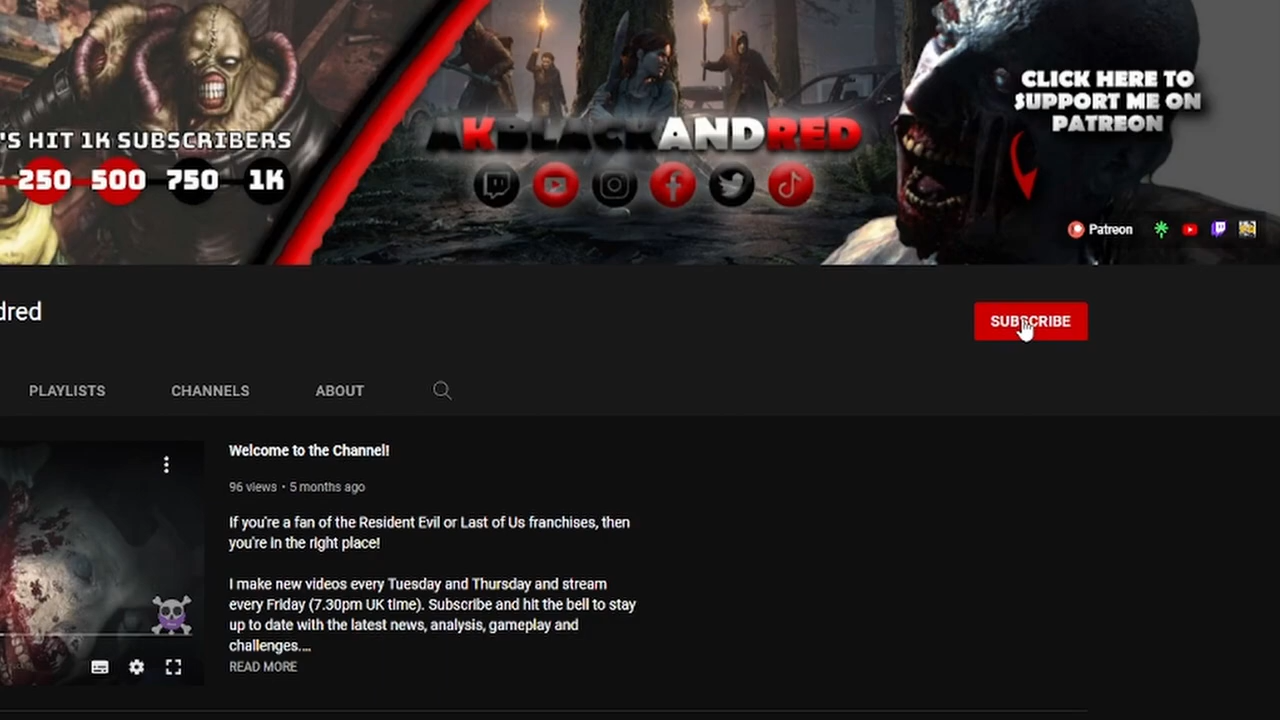 'S HIT 1K SUBSCRIBERS
250 500 750 1K
AKBLACKANDRED
CLICK HERE TO
SUPPORT ME ON
PATREON
Patreon
dred
SUBSCRIBE
PLAYLISTS CHANNELS ABOUT
Welcome to the Channel!
96 views • 5 months ago
If you're a fan of the Resident Evil or Last of Us franchises, then
you're in the right place!
I make new videos every Tuesday and Thursday and stream
every Friday (7.30pm UK time). Subscribe and hit the bell to stay
up to date with the latest news, analysis, gameplay and
challenges....
READ MORE